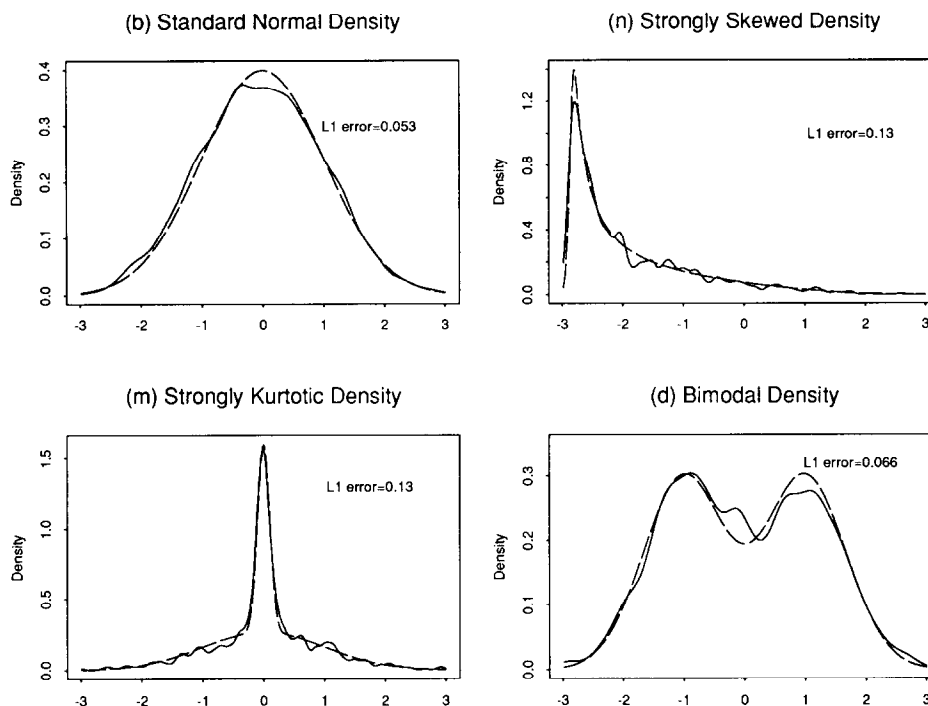 (b) Standard Normal Density
L1 error=0.053
Density
0.4
0.3
0.2
0.1
0.0
-3 -2 -1 0 1 2 3
(n) Strongly Skewed Density
L1 error=0.13
Density
1.2
0.8
0.4
0.0
-3 -2 -1 0 1 2 3
(m) Strongly Kurtotic Density
L1 error=0.13
Density
1.5
1.0
0.5
0.0
-3 -2 -1 0 1 2 3
(d) Bimodal Density
L1 error=0.066
Density
0.3
0.2
0.1
0.0
-3 -2 -1 0 1 2 3